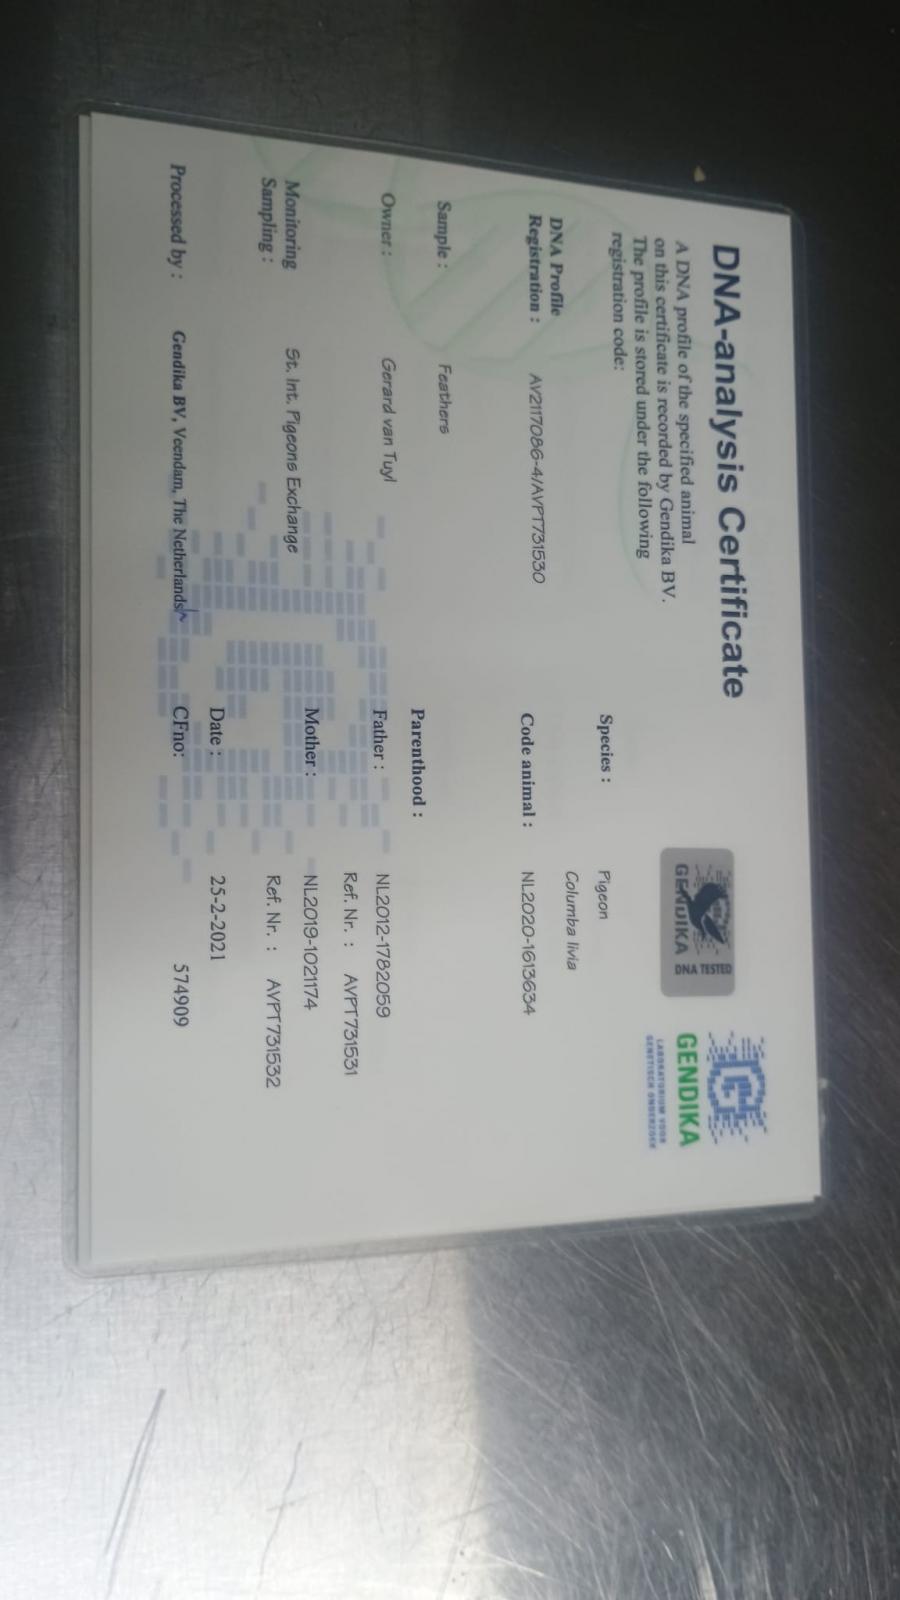 DNA-analysis Certificate
A DNA profile of the specified animal
on this certificate is recorded by Gendika BV.
The profile is stored under the following
registration code:
DNA Profile
Registration : AV2117086-4/AVPT731530
Sample : Feathers
Owner : Gerard van Tuyl
Monitoring
Sampling : St. Int. Pigeons Exchange
Processed by : Gendika BV, Veendam, The Netherlands
GENDIKA
DNA TESTED
GENDIKA
LABORATORIUM VOOR
GENETISCH ONDERZOEK
Species : Pigeon
Columba livia
Code animal : NL2020-1613634
Parenthood :
Father : NL2012-1782059
Ref. Nr. : AVPT731531
Mother : NL2019-1021174
Ref. Nr. : AVPT731532
Date : 25-2-2021
CFno: 574909